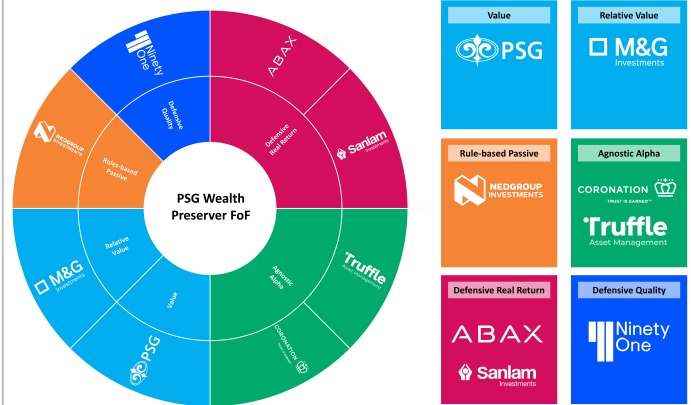 PSG Wealth
Preserver FoF
Ninety
One
Defensive
Quality
ABAX
Defensive
Real Return
Sanlam
Investments
Truffle
Asset Management
Agnostic
Alpha
CORONATION
PSG
Value
M&G
Investments
Relative
Value
NEDGROUP
INVESTMENTS
Rules-based
Passive
Value
PSG
Relative Value
M&G
Investments
Rule-based Passive
NEDGROUP
INVESTMENTS
Agnostic Alpha
CORONATION
TRUST IS EARNED™
Truffle
Asset Management
Defensive Real Return
ABAX
Sanlam
Investments
Defensive Quality
Ninety
One